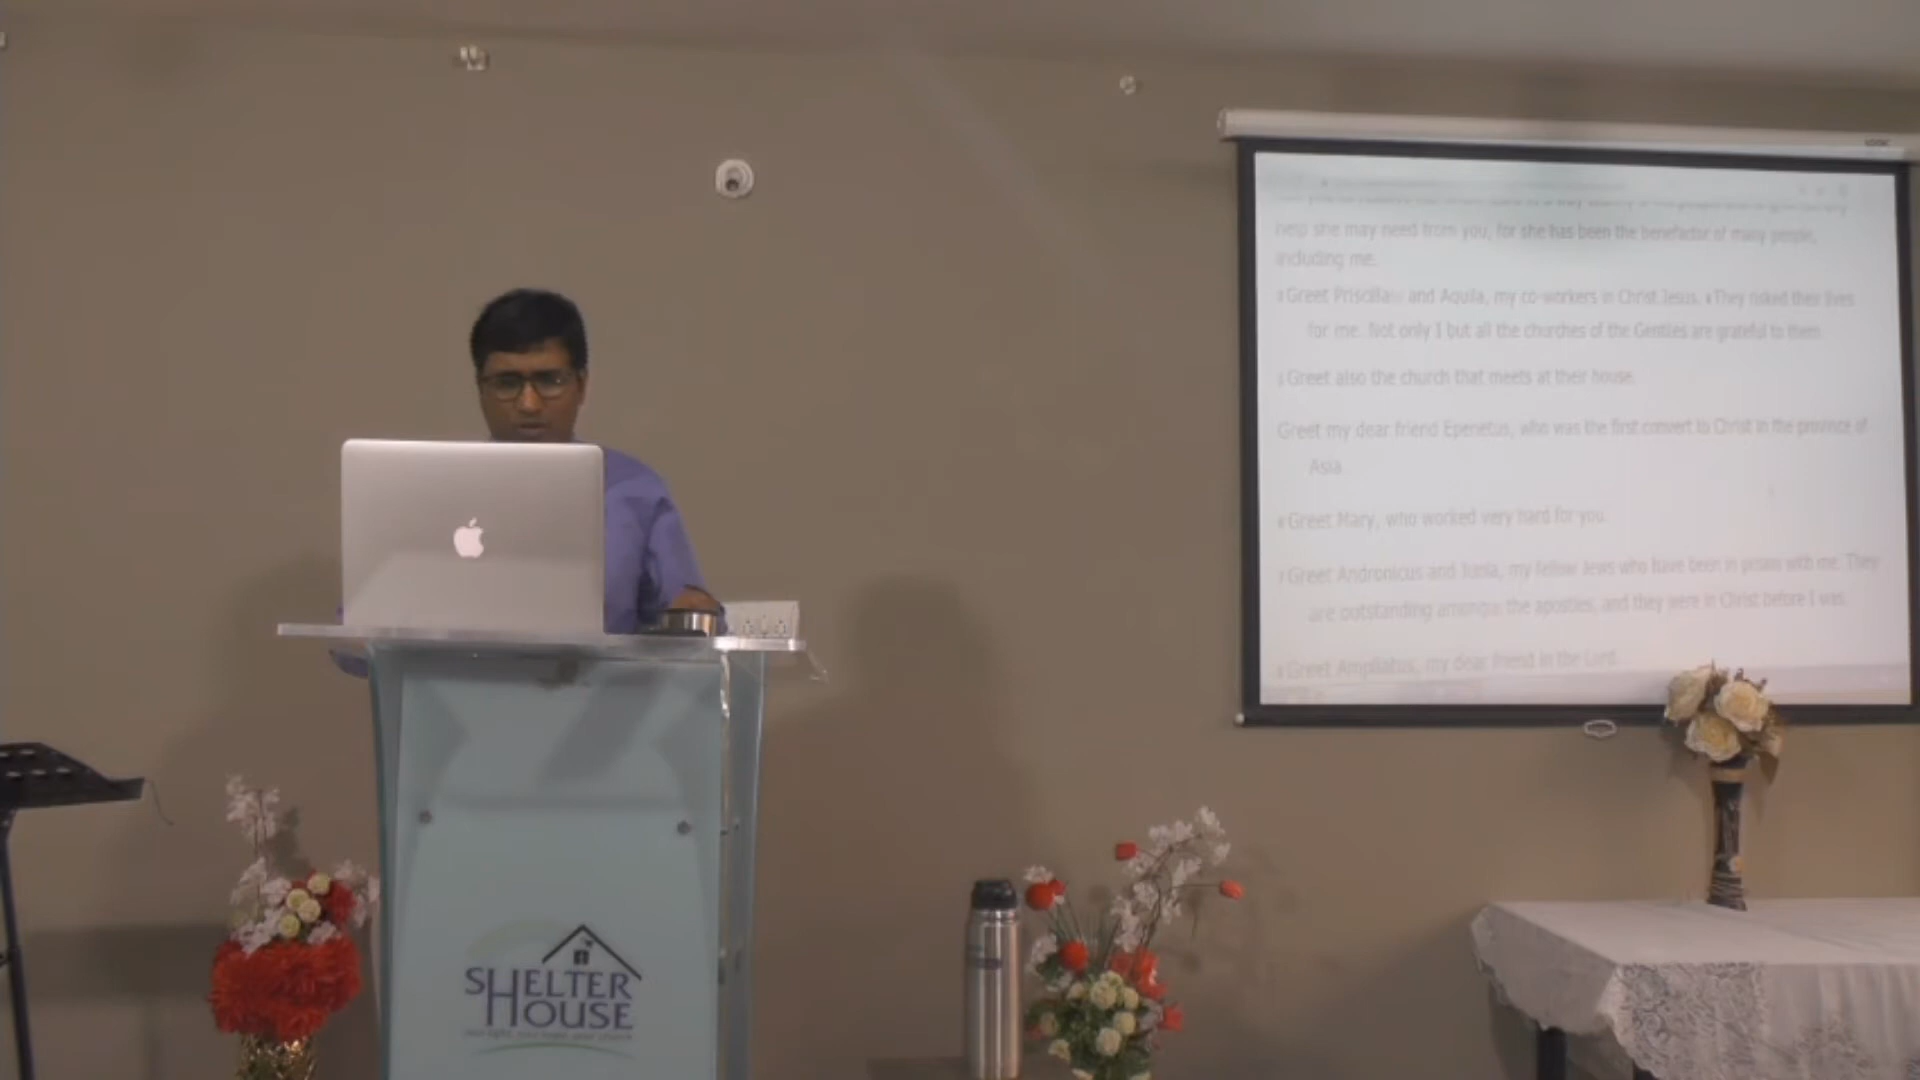 help she may need from you, for she has been the benefactor of many people,
including me.
3 Greet Priscilla and Aquila, my co-workers in Christ Jesus. 4 They risked their lives
for me. Not only I but all the churches of the Gentiles are grateful to them.
5 Greet also the church that meets at their house.
Greet my dear friend Epenetus, who was the first convert to Christ in the province of
Asia.
6 Greet Mary, who worked very hard for you.
7 Greet Andronicus and Junia, my fellow Jews who have been in prison with me. They
are outstanding among the apostles, and they were in Christ before I was.
8 Greet Ampliatus, my dear friend in the Lord.
SHELTER
HOUSE